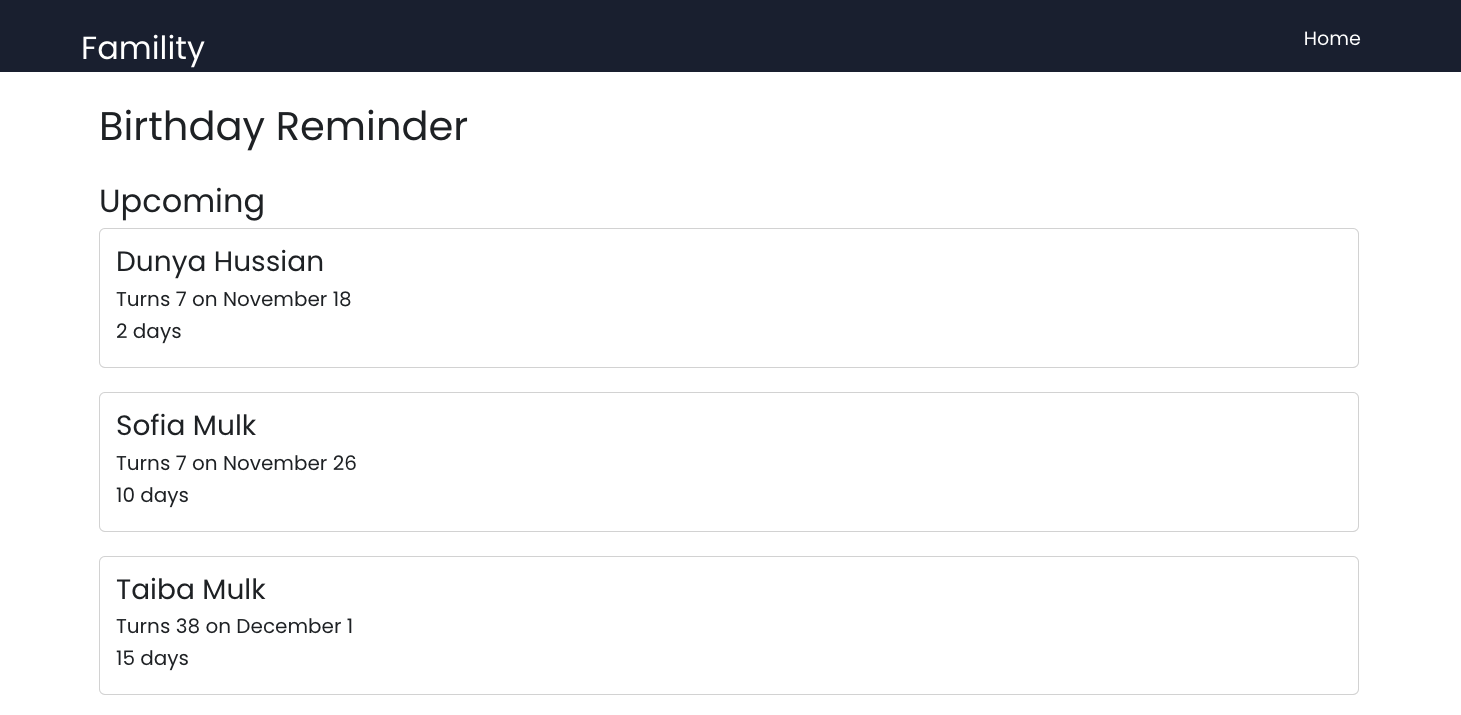 Famility
Home
Birthday Reminder
Upcoming
Dunya Hussian
Turns 7 on November 18
2 days
Sofia Mulk
Turns 7 on November 26
10 days
Taiba Mulk
Turns 38 on December 1
15 days